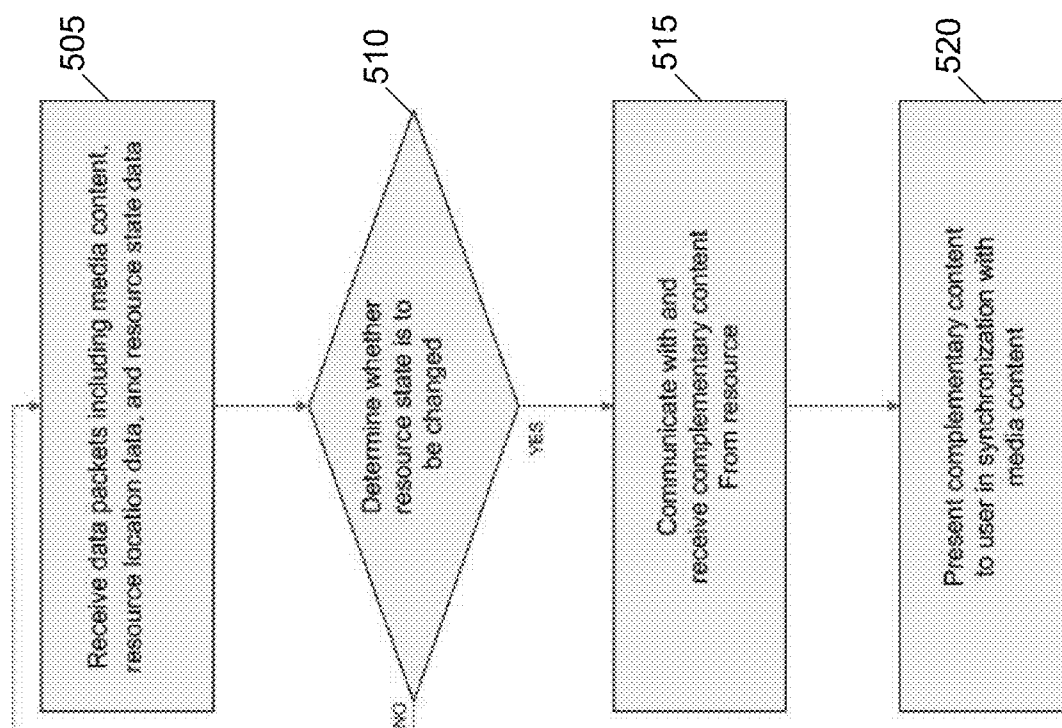 505
Receive data packets including media content,
resource location data, and resource state data
510
Determine whether
resource state is to
be changed
NO
YES
515
Communicate with and
receive complementary content
From resource
520
Present complementary content
to user in synchronization with
media content